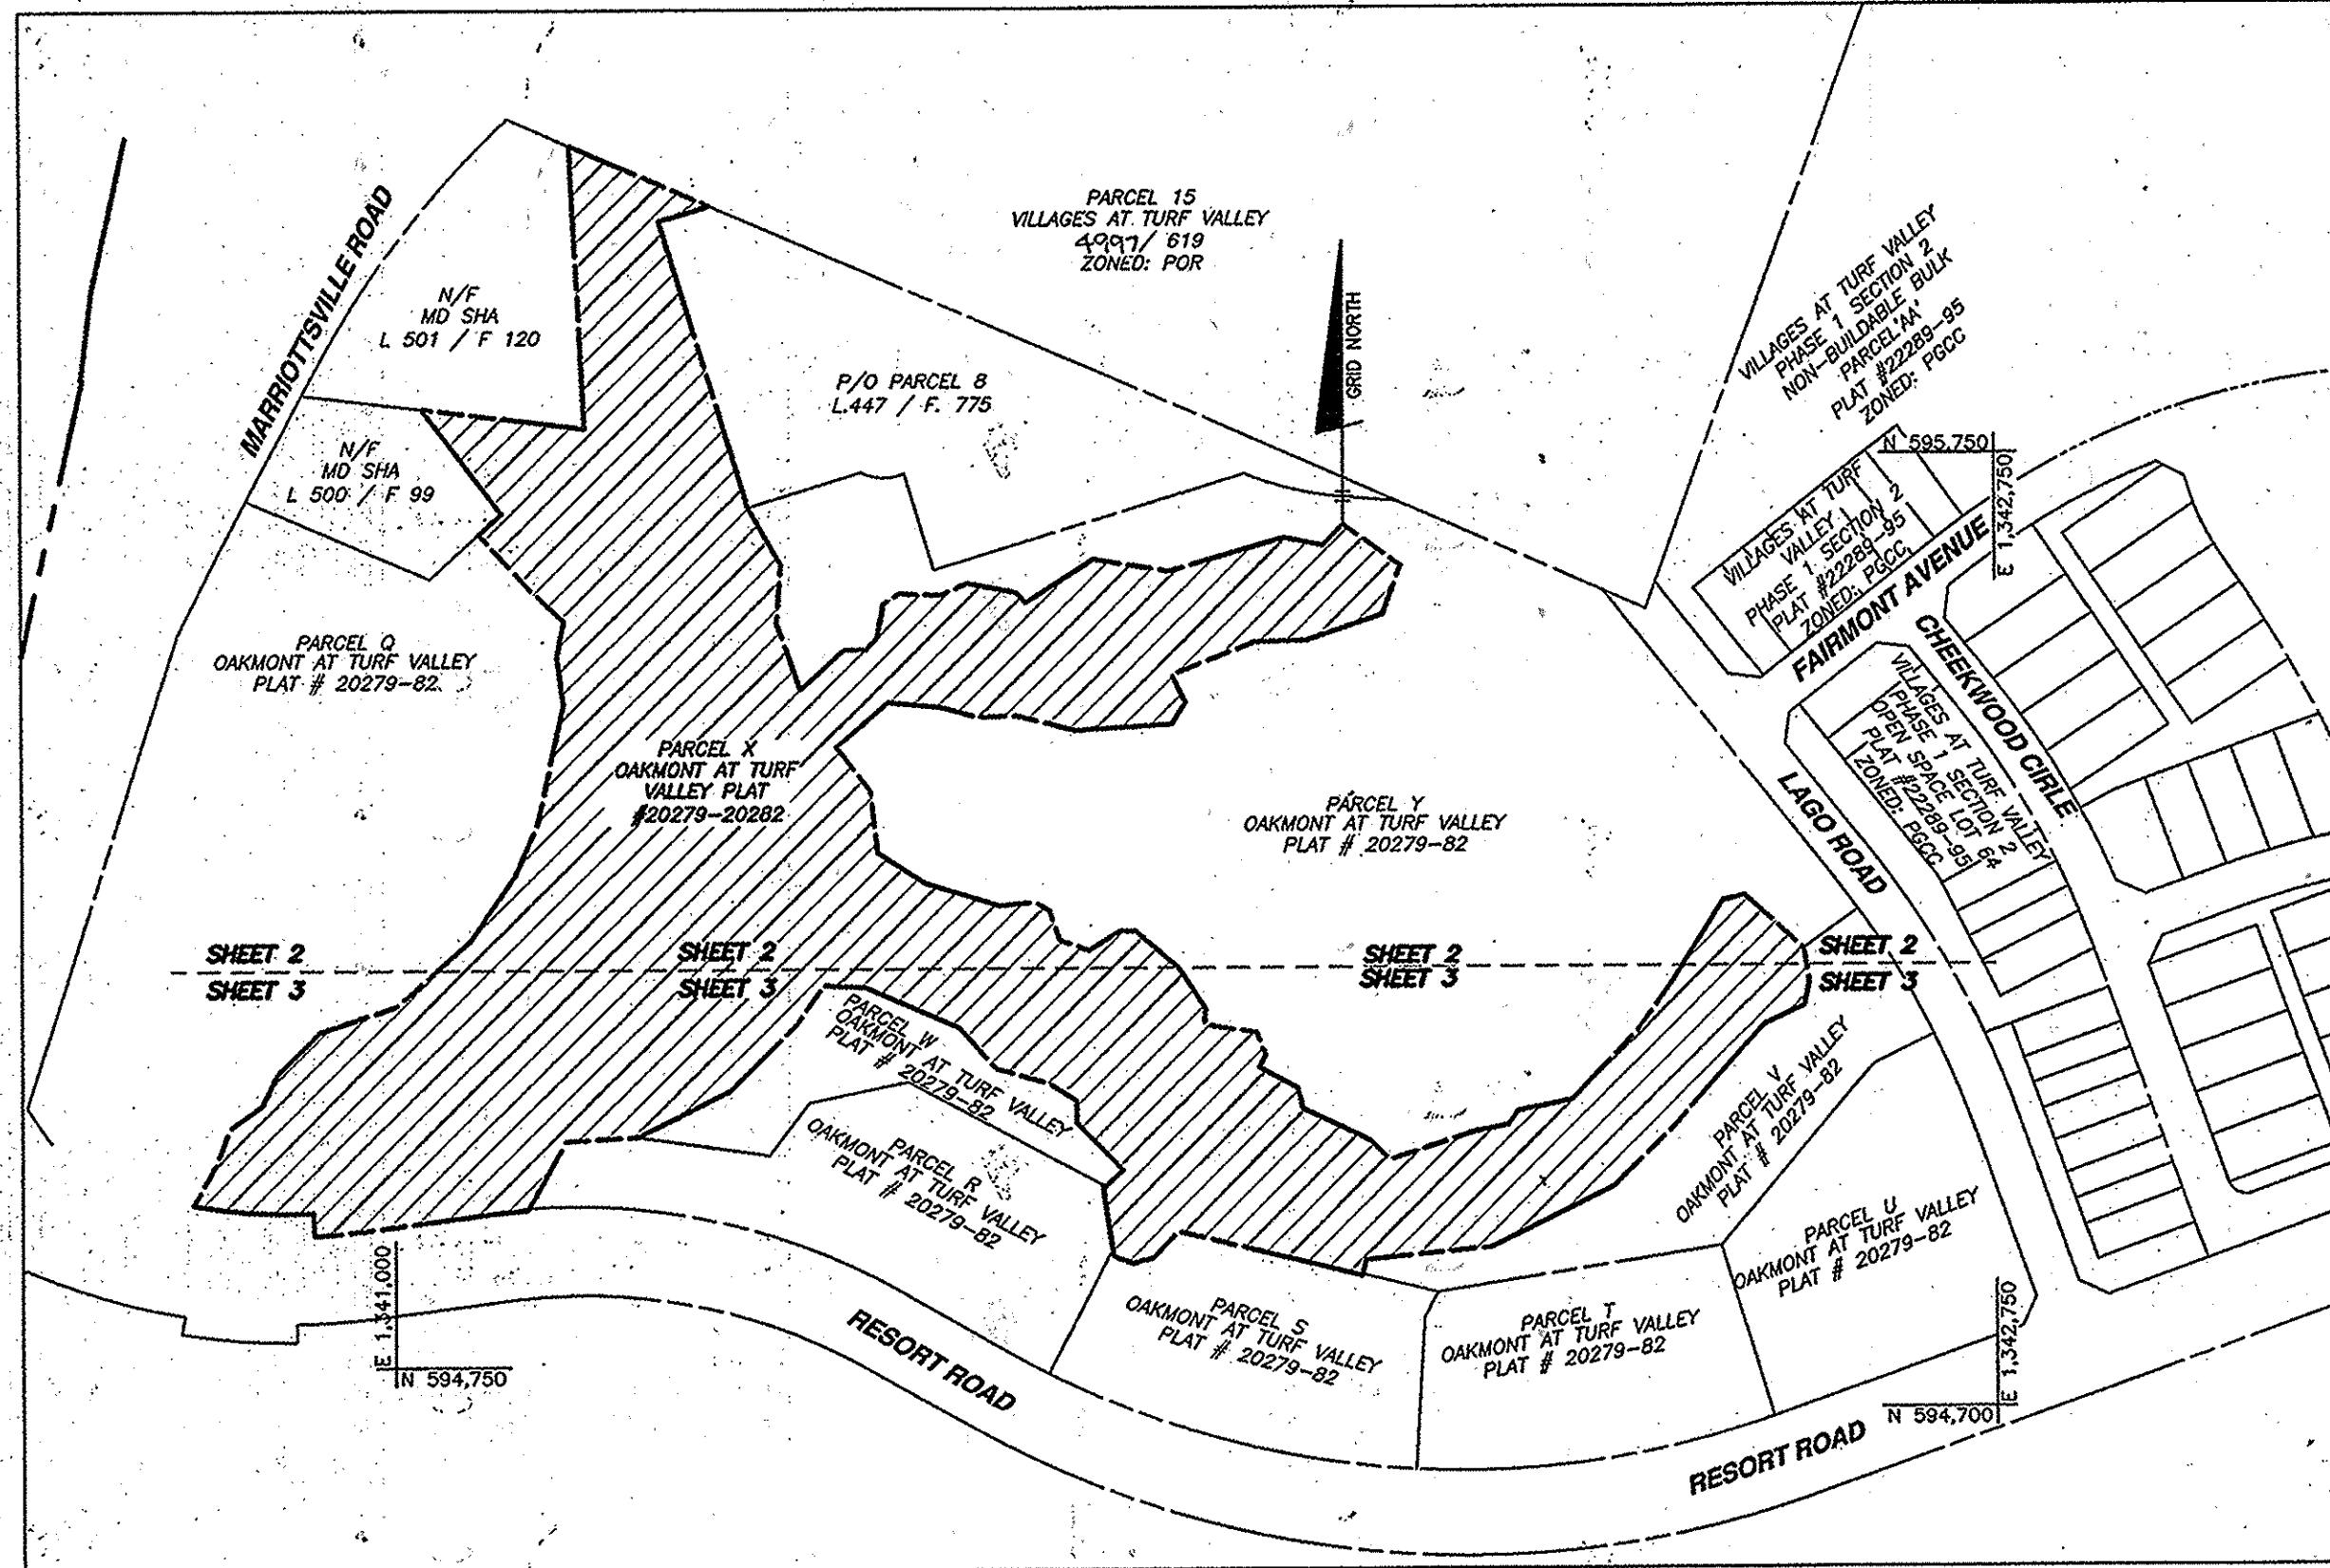 PARCEL 15
VILLAGES AT TURF VALLEY
4997/ 619
ZONED: POR
MARRIOTTSVILLE ROAD
N/F
MD SHA
L 501 / F 120
P/O PARCEL 8
L.447 / F. 775
GRID NORTH
VILLAGES AT TURF VALLEY
PHASE 1 SECTION 2
NON-BUILDABLE BULK
PARCEL 'AA'
PLAT #22289-95
ZONED: PGCC
N/F
MD SHA
L 500 / F 99
N 595,750
E 1,342,750
VILLAGES AT TURF
VALLEY
PHASE 1 SECTION 2
PLAT #22289-95
ZONED: PGCC
FAIRMONT AVENUE
CHEEKWOOD CIRLE
PARCEL Q
OAKMONT AT TURF VALLEY
PLAT # 20279-82
VILLAGES AT TURF VALLEY
PHASE 1 SECTION 2
OPEN SPACE LOT 64
PLAT #22289-95
ZONED: PGCC
LAGO ROAD
PARCEL X
OAKMONT AT TURF
VALLEY PLAT
#20279-20282
PARCEL Y
OAKMONT AT TURF VALLEY
PLAT # 20279-82
SHEET 2
SHEET 3
SHEET 2
SHEET 3
SHEET 2
SHEET 3
SHEET 2
SHEET 3
PARCEL W
OAKMONT AT TURF VALLEY
PLAT # 20279-82
PARCEL V
OAKMONT AT TURF VALLEY
PLAT # 20279-82
PARCEL R
OAKMONT AT TURF VALLEY
PLAT # 20279-82
PARCEL U
OAKMONT AT TURF VALLEY
PLAT # 20279-82
PARCEL S
OAKMONT AT TURF VALLEY
PLAT # 20279-82
PARCEL T
OAKMONT AT TURF VALLEY
PLAT # 20279-82
E 1,341,000
N 594,750
RESORT ROAD
E 1,342,750
N 594,700
RESORT ROAD